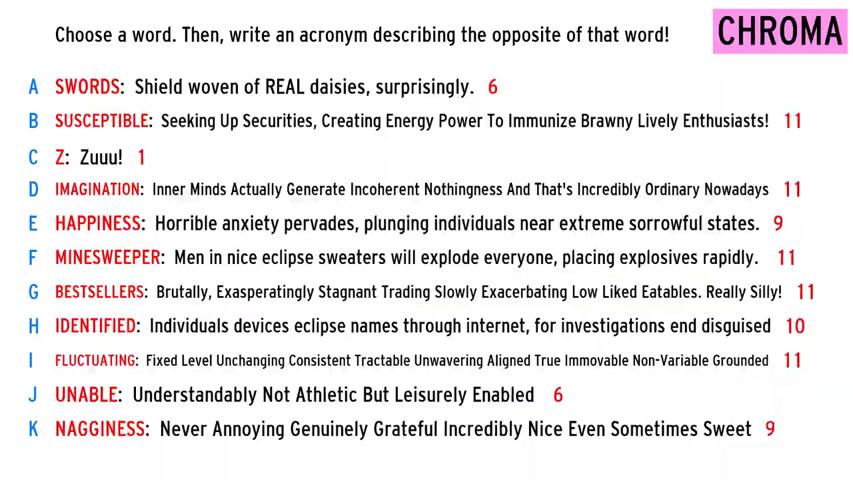 Choose a word. Then, write an acronym describing the opposite of that word!
CHROMA
A SWORDS: Shield woven of REAL daisies, surprisingly. 6
B SUSCEPTIBLE: Seeking Up Securities, Creating Energy Power To Immunize Brawny Lively Enthusiasts! 11
C Z: Zuuu! 1
D IMAGINATION: Inner Minds Actually Generate Incoherent Nothingness And That's Incredibly Ordinary Nowadays 11
E HAPPINESS: Horrible anxiety pervades, plunging individuals near extreme sorrowful states. 9
F MINESWEEPER: Men in nice eclipse sweaters will explode everyone, placing explosives rapidly. 11
G BESTSELLERS: Brutally, Exasperatingly Stagnant Trading Slowly Exacerbating Low Liked Eatables. Really Silly! 11
H IDENTIFIED: Individuals devices eclipse names through internet, for investigations end disguised 10
I FLUCTUATING: Fixed Level Unchanging Consistent Tractable Unwavering Aligned True Immovable Non-Variable Grounded 11
J UNABLE: Understandably Not Athletic But Leisurely Enabled 6
K NAGGINESS: Never Annoying Genuinely Grateful Incredibly Nice Even Sometimes Sweet 9